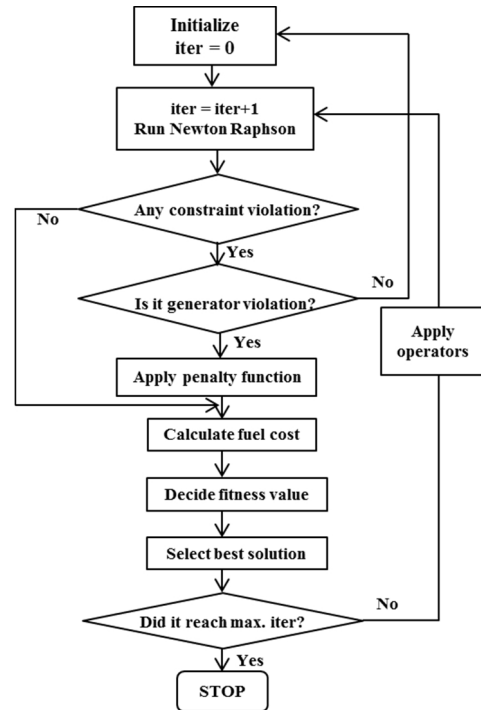 Initialize
iter = 0
iter = iter+1
Run Newton Raphson
No
Any constraint violation?
Yes
No
Is it generator violation?
Yes
Apply
operators
Apply penalty function
Calculate fuel cost
Decide fitness value
Select best solution
No
Did it reach max. iter?
Yes
STOP